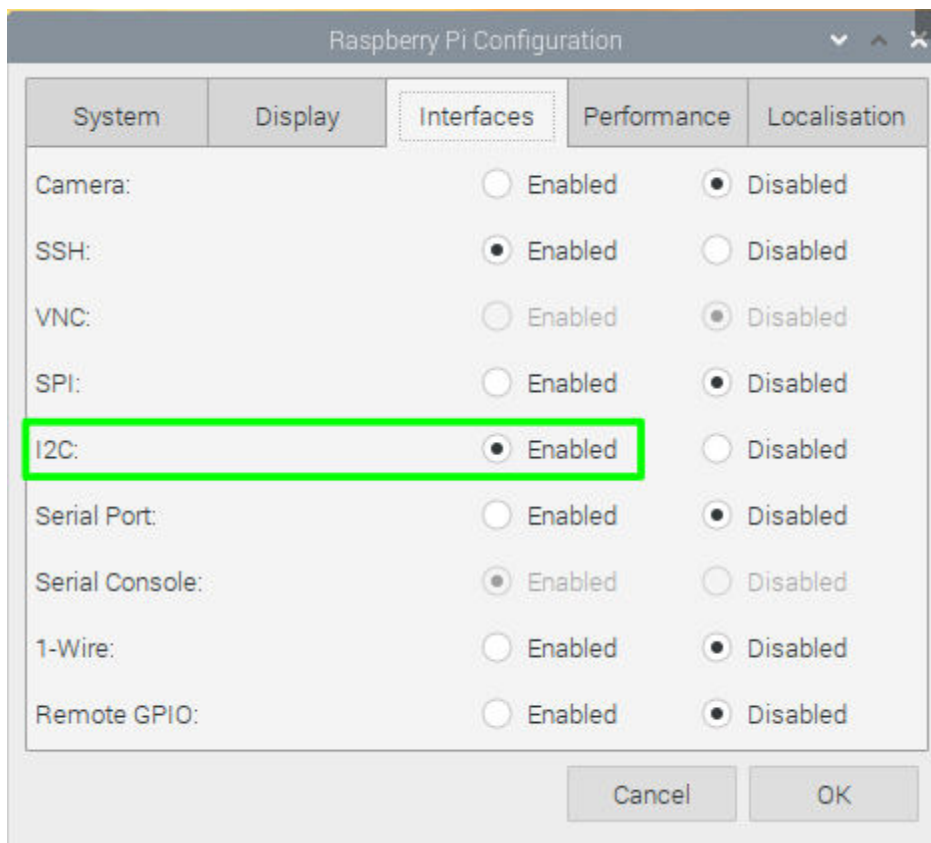 Raspberry Pi Configuration
System Display Interfaces Performance Localisation
Camera: Enabled Disabled
SSH: Enabled Disabled
VNC: Enabled Disabled
SPI: Enabled Disabled
I2C: Enabled Disabled
Serial Port: Enabled Disabled
Serial Console: Enabled Disabled
1-Wire: Enabled Disabled
Remote GPIO: Enabled Disabled
Cancel OK